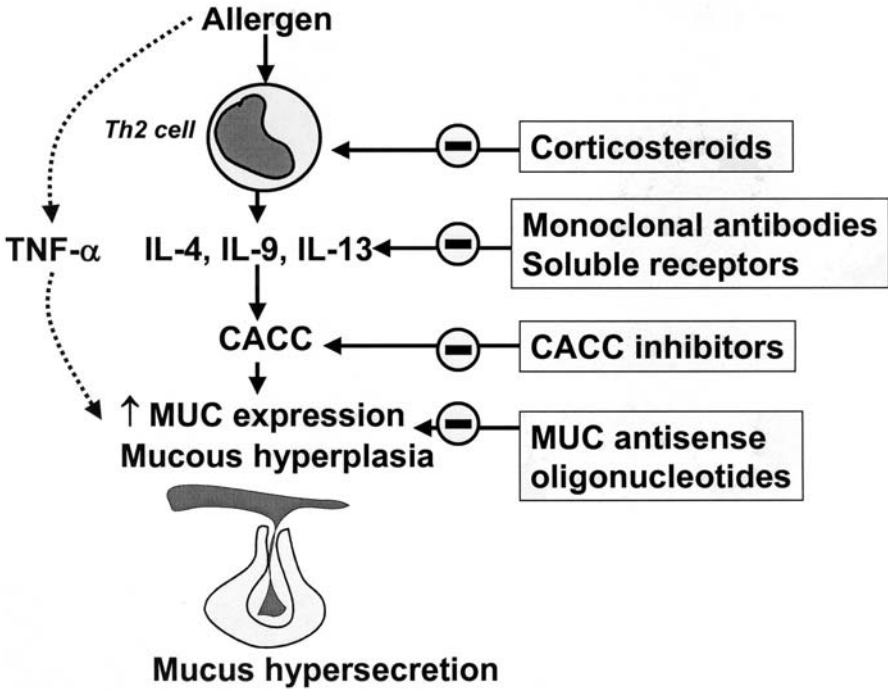 Allergen
Th2 cell
Corticosteroids
TNF-α
IL-4, IL-9, IL-13
Monoclonal antibodies
Soluble receptors
CACC
CACC inhibitors
↑ MUC expression
Mucous hyperplasia
MUC antisense
oligonucleotides
Mucus hypersecretion